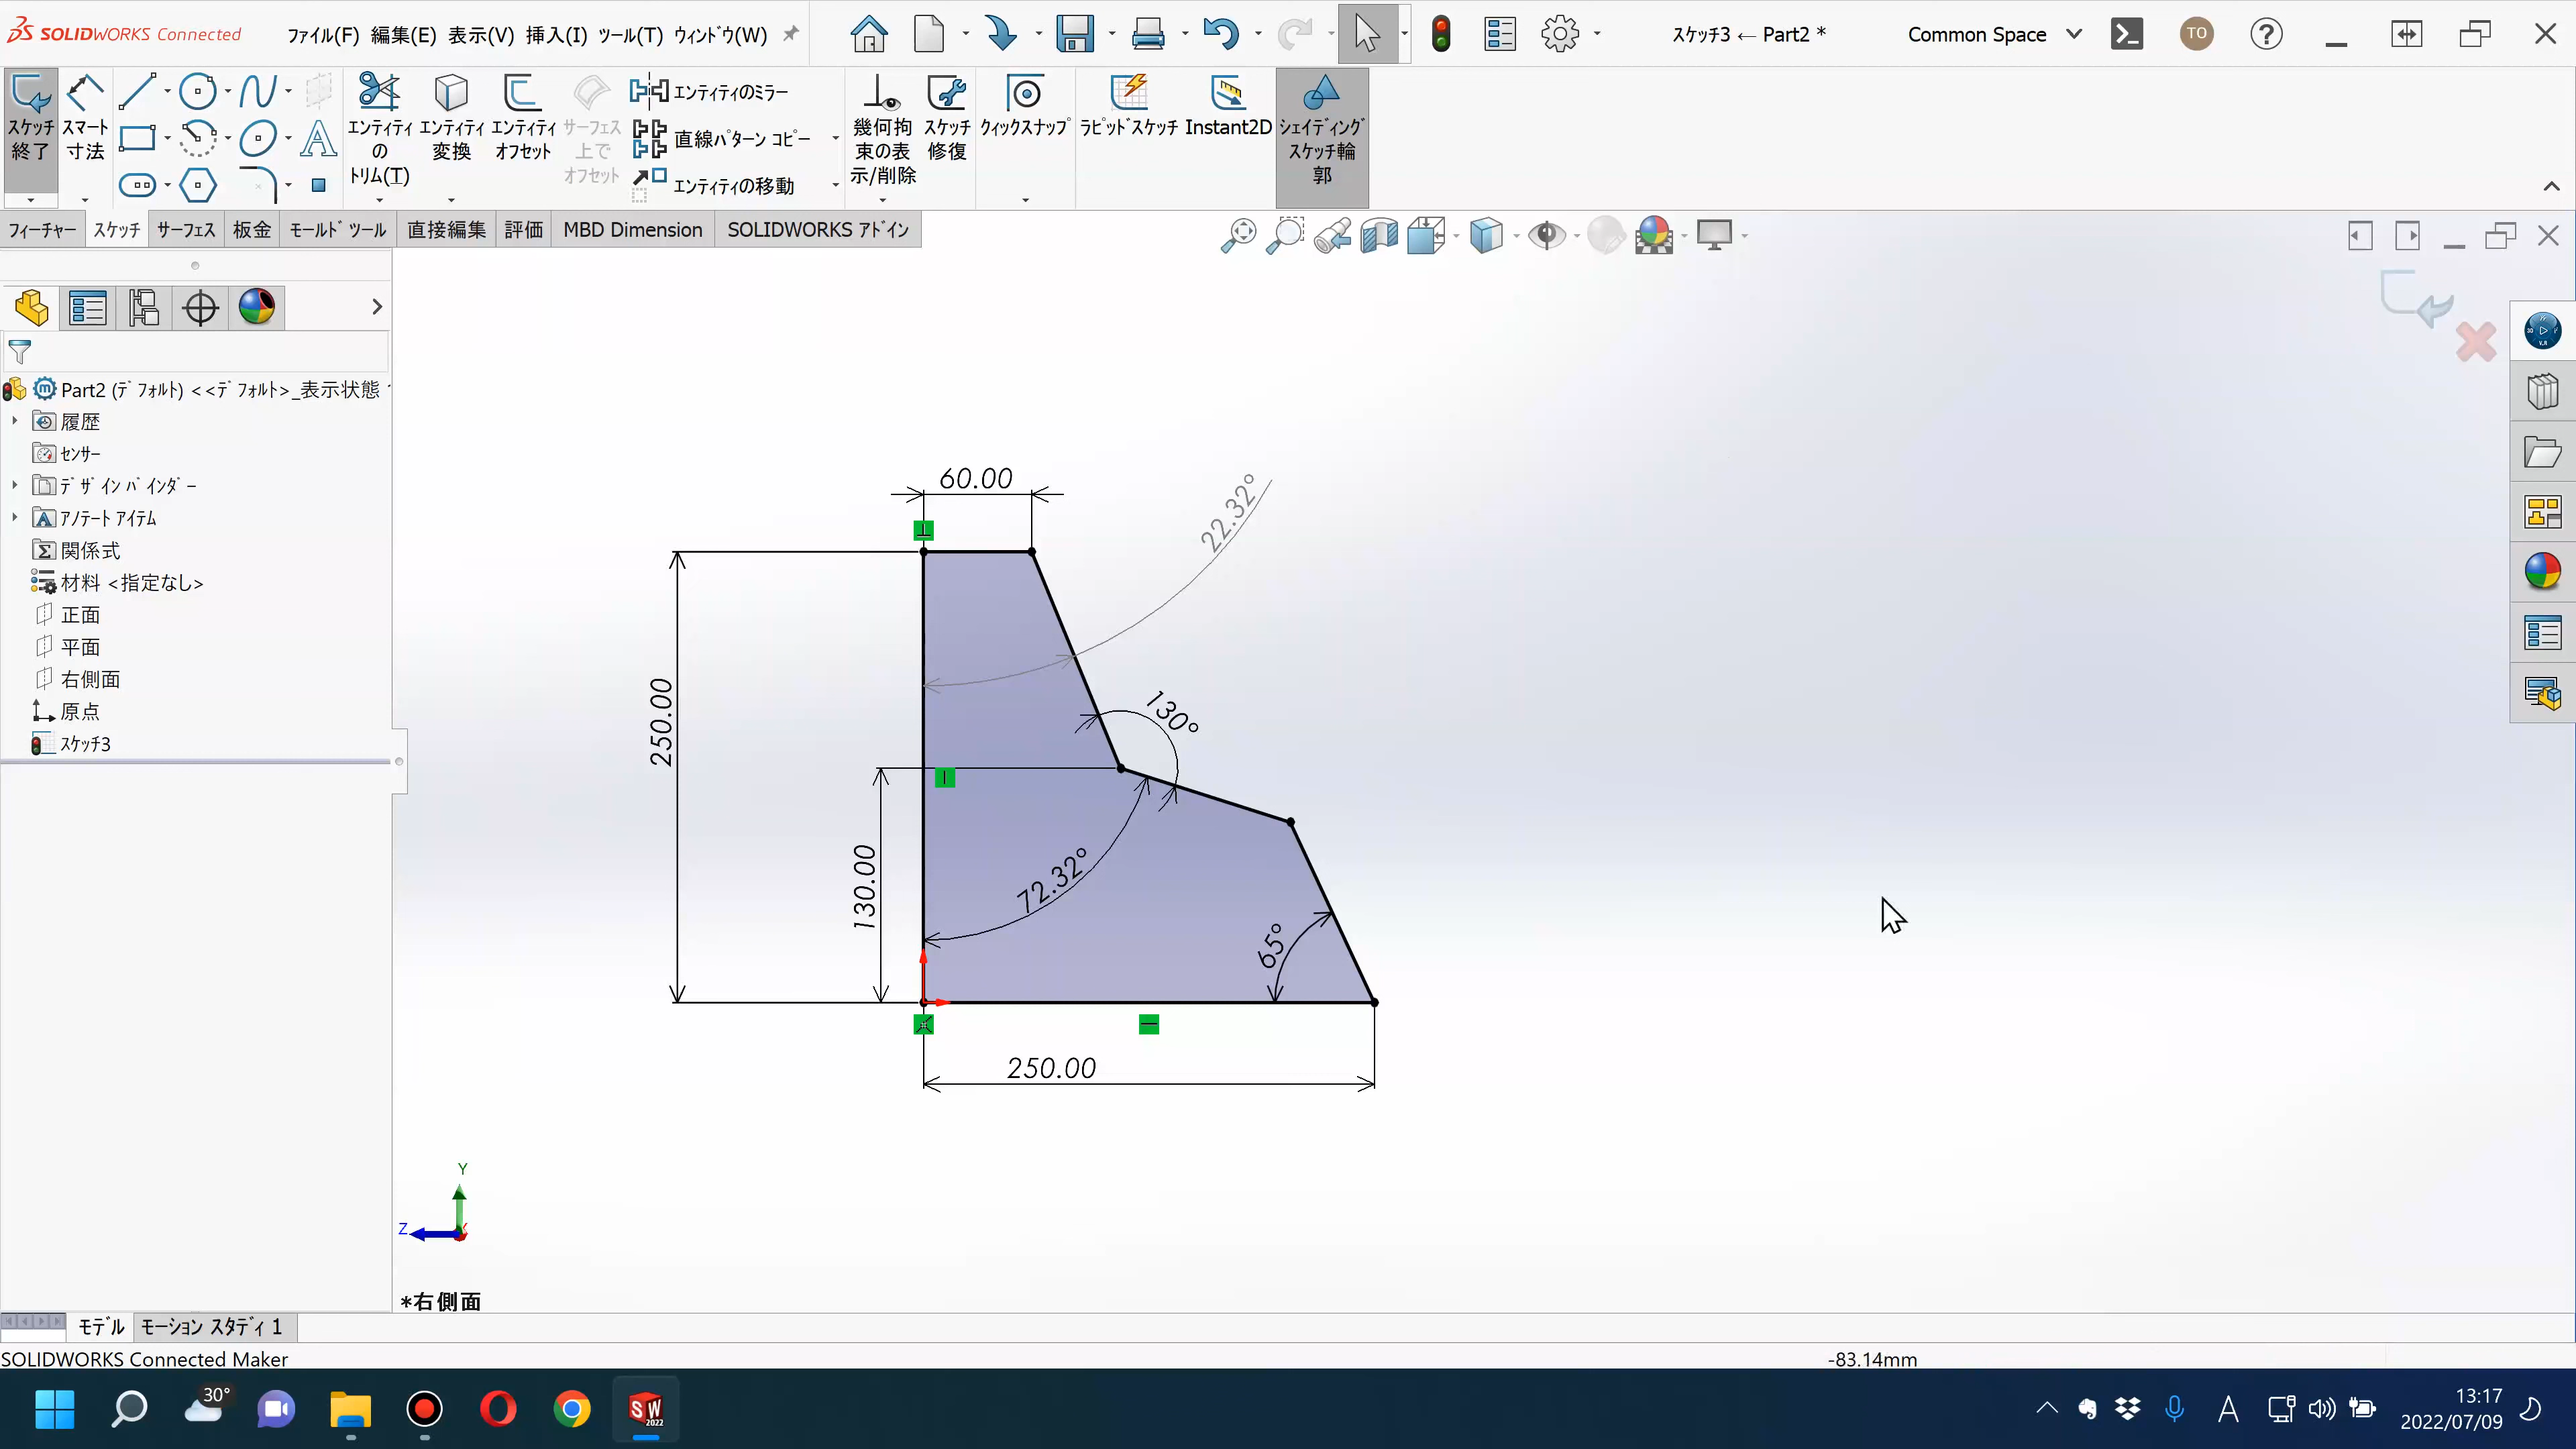 SOLIDWORKS Connected
ファイル(F) 編集(E) 表示(V) 挿入(I) ツール(T) ウィンドウ(W)
スケッチ3 ← Part2 *
Common Space
TO
スケッチ終了
スマート寸法
エンティティのトリム(T)
エンティティ変換
エンティティオフセット
サーフェス上でオフセット
エンティティのミラー
直線パターン コピー
エンティティの移動
幾何拘束の表示/削除
スケッチ修復
クィックスナップ
ラピッドスケッチ
Instant2D
シェイディングスケッチ輪郭
フィーチャー
スケッチ
サーフェス
板金
モールド ツール
直接編集
評価
MBD Dimension
SOLIDWORKS アドイン
Part2 (デフォルト) <<デフォルト>_表示状態
履歴
センサー
デザイン バインダー
アノテート アイテム
関係式
材料 <指定なし>
正面
平面
右側面
原点
スケッチ3
60.00
22.32°
250.00
130°
130.00
72.32°
65°
250.00
Y
Z
*右側面
モデル
モーション スタディ 1
SOLIDWORKS Connected Maker
-83.14mm
30°
SW
2022
A
13:17
2022/07/09